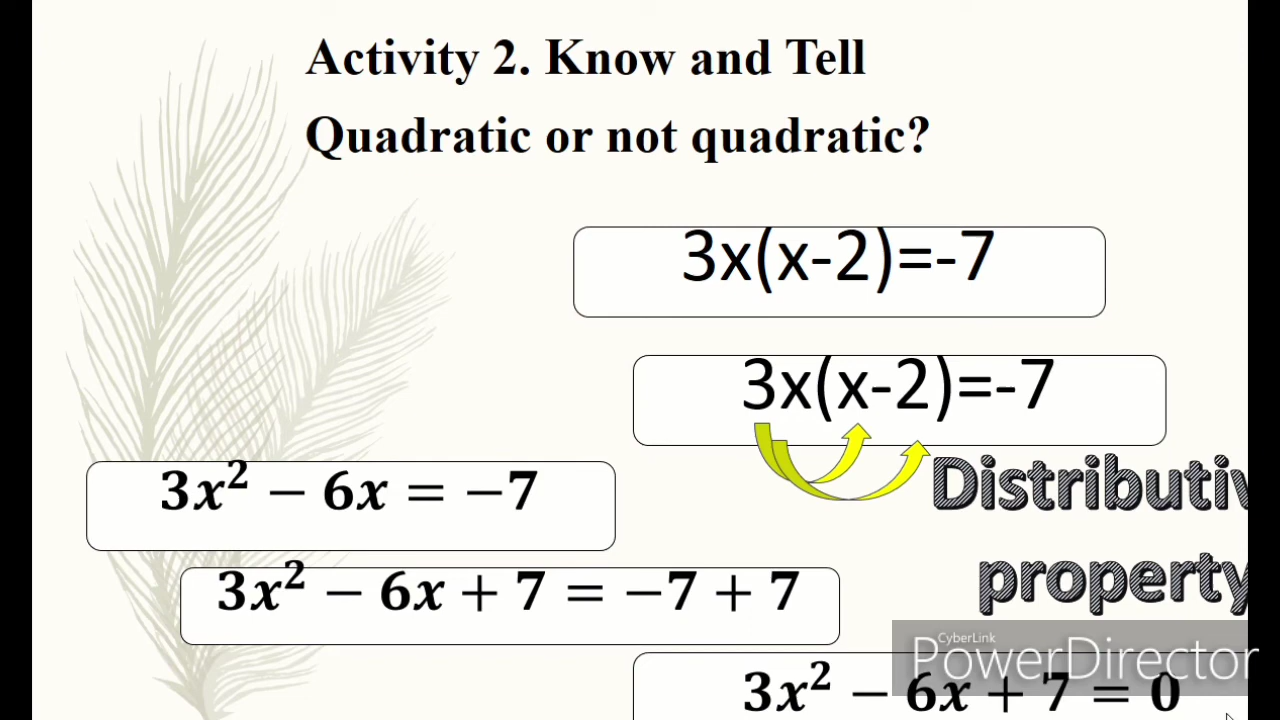 Activity 2. Know and Tell
Quadratic or not quadratic?
3x(x-2)=-7
3x(x-2)=-7
Distributiv
property
3x² − 6x = −7
3x² − 6x + 7 = −7 + 7
CyberLink
PowerDirector
3x² − 6x + 7 = 0